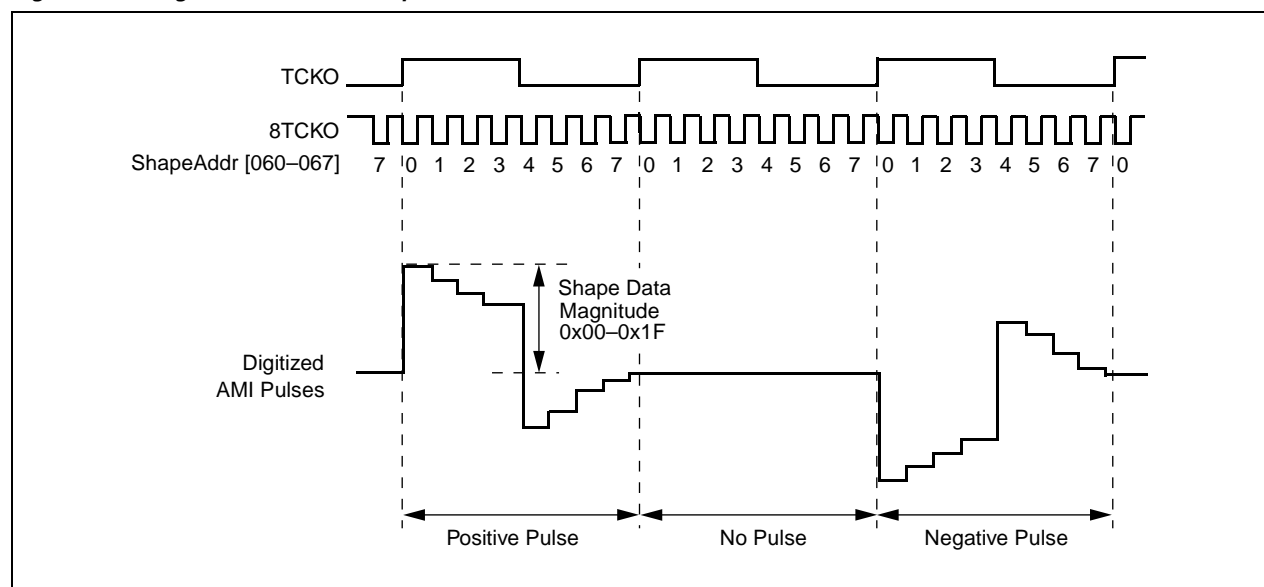 TCKO
8TCKO
ShapeAddr [060–067] 7 0 1 2 3 4 5 6 7 0 1 2 3 4 5 6 7 0 1 2 3 4 5 6 7 0
Shape Data
Magnitude
0x00–0x1F
Digitized
AMI Pulses
Positive Pulse No Pulse Negative Pulse